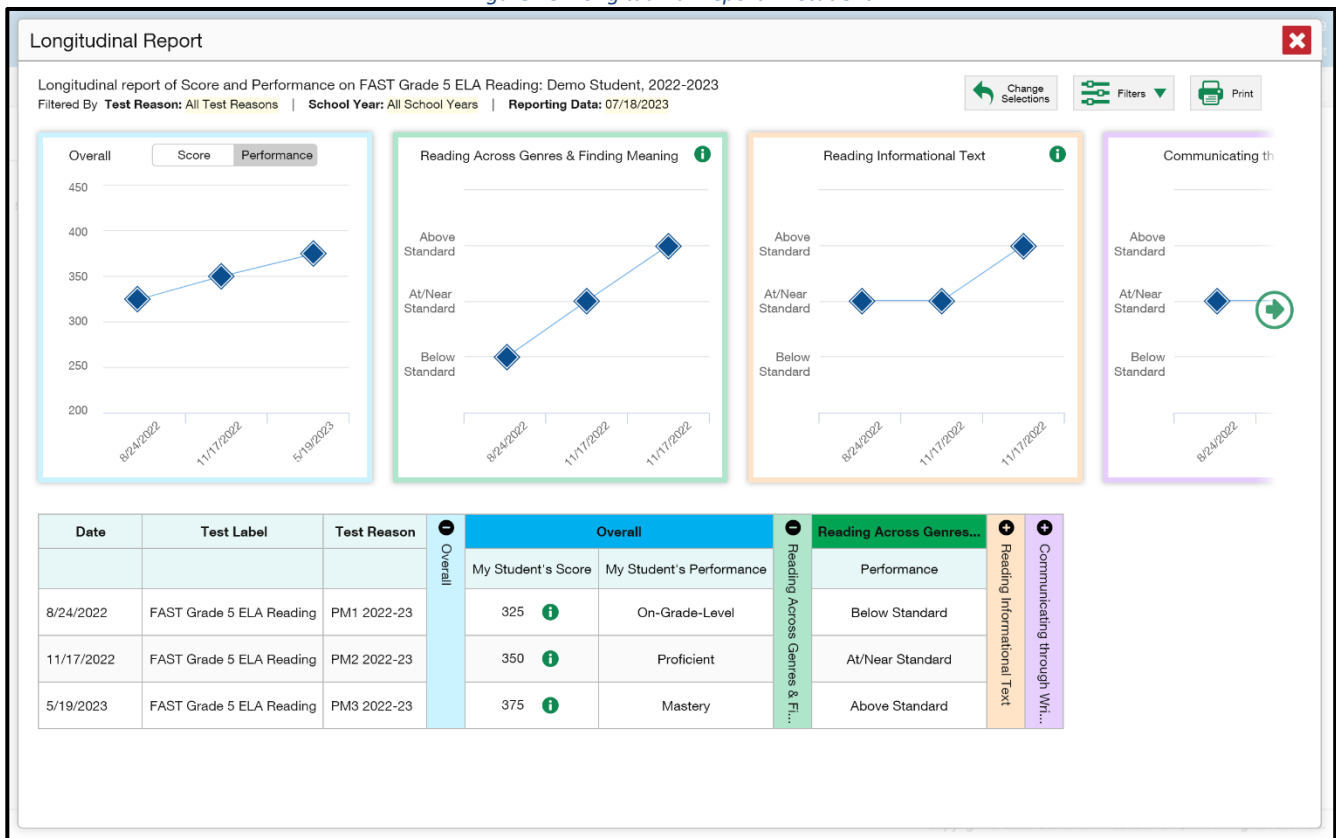 Longitudinal Report
Longitudinal report of Score and Performance on FAST Grade 5 ELA Reading: Demo Student, 2022-2023
Filtered By Test Reason: All Test Reasons | School Year: All School Years | Reporting Data: 07/18/2023
Change Selections
Filters
Print
Overall
Score
Performance
450
400
350
300
250
200
8/24/2022
11/17/2022
5/19/2023
Reading Across Genres & Finding Meaning
Above Standard
At/Near Standard
Below Standard
8/24/2022
11/17/2022
11/17/2022
Reading Informational Text
Above Standard
At/Near Standard
Below Standard
8/24/2022
11/17/2022
11/17/2022
Communicating th
Above Standard
At/Near Standard
Below Standard
8/24/2022
Date
Test Label
Test Reason
Overall
Overall
Reading Across Genres & Fi...
Reading Across Genres...
Reading Informational Text
Communicating through Wri...
My Student's Score
My Student's Performance
Performance
8/24/2022 FAST Grade 5 ELA Reading PM1 2022-23 325 On-Grade-Level Below Standard
11/17/2022 FAST Grade 5 ELA Reading PM2 2022-23 350 Proficient At/Near Standard
5/19/2023 FAST Grade 5 ELA Reading PM3 2022-23 375 Mastery Above Standard